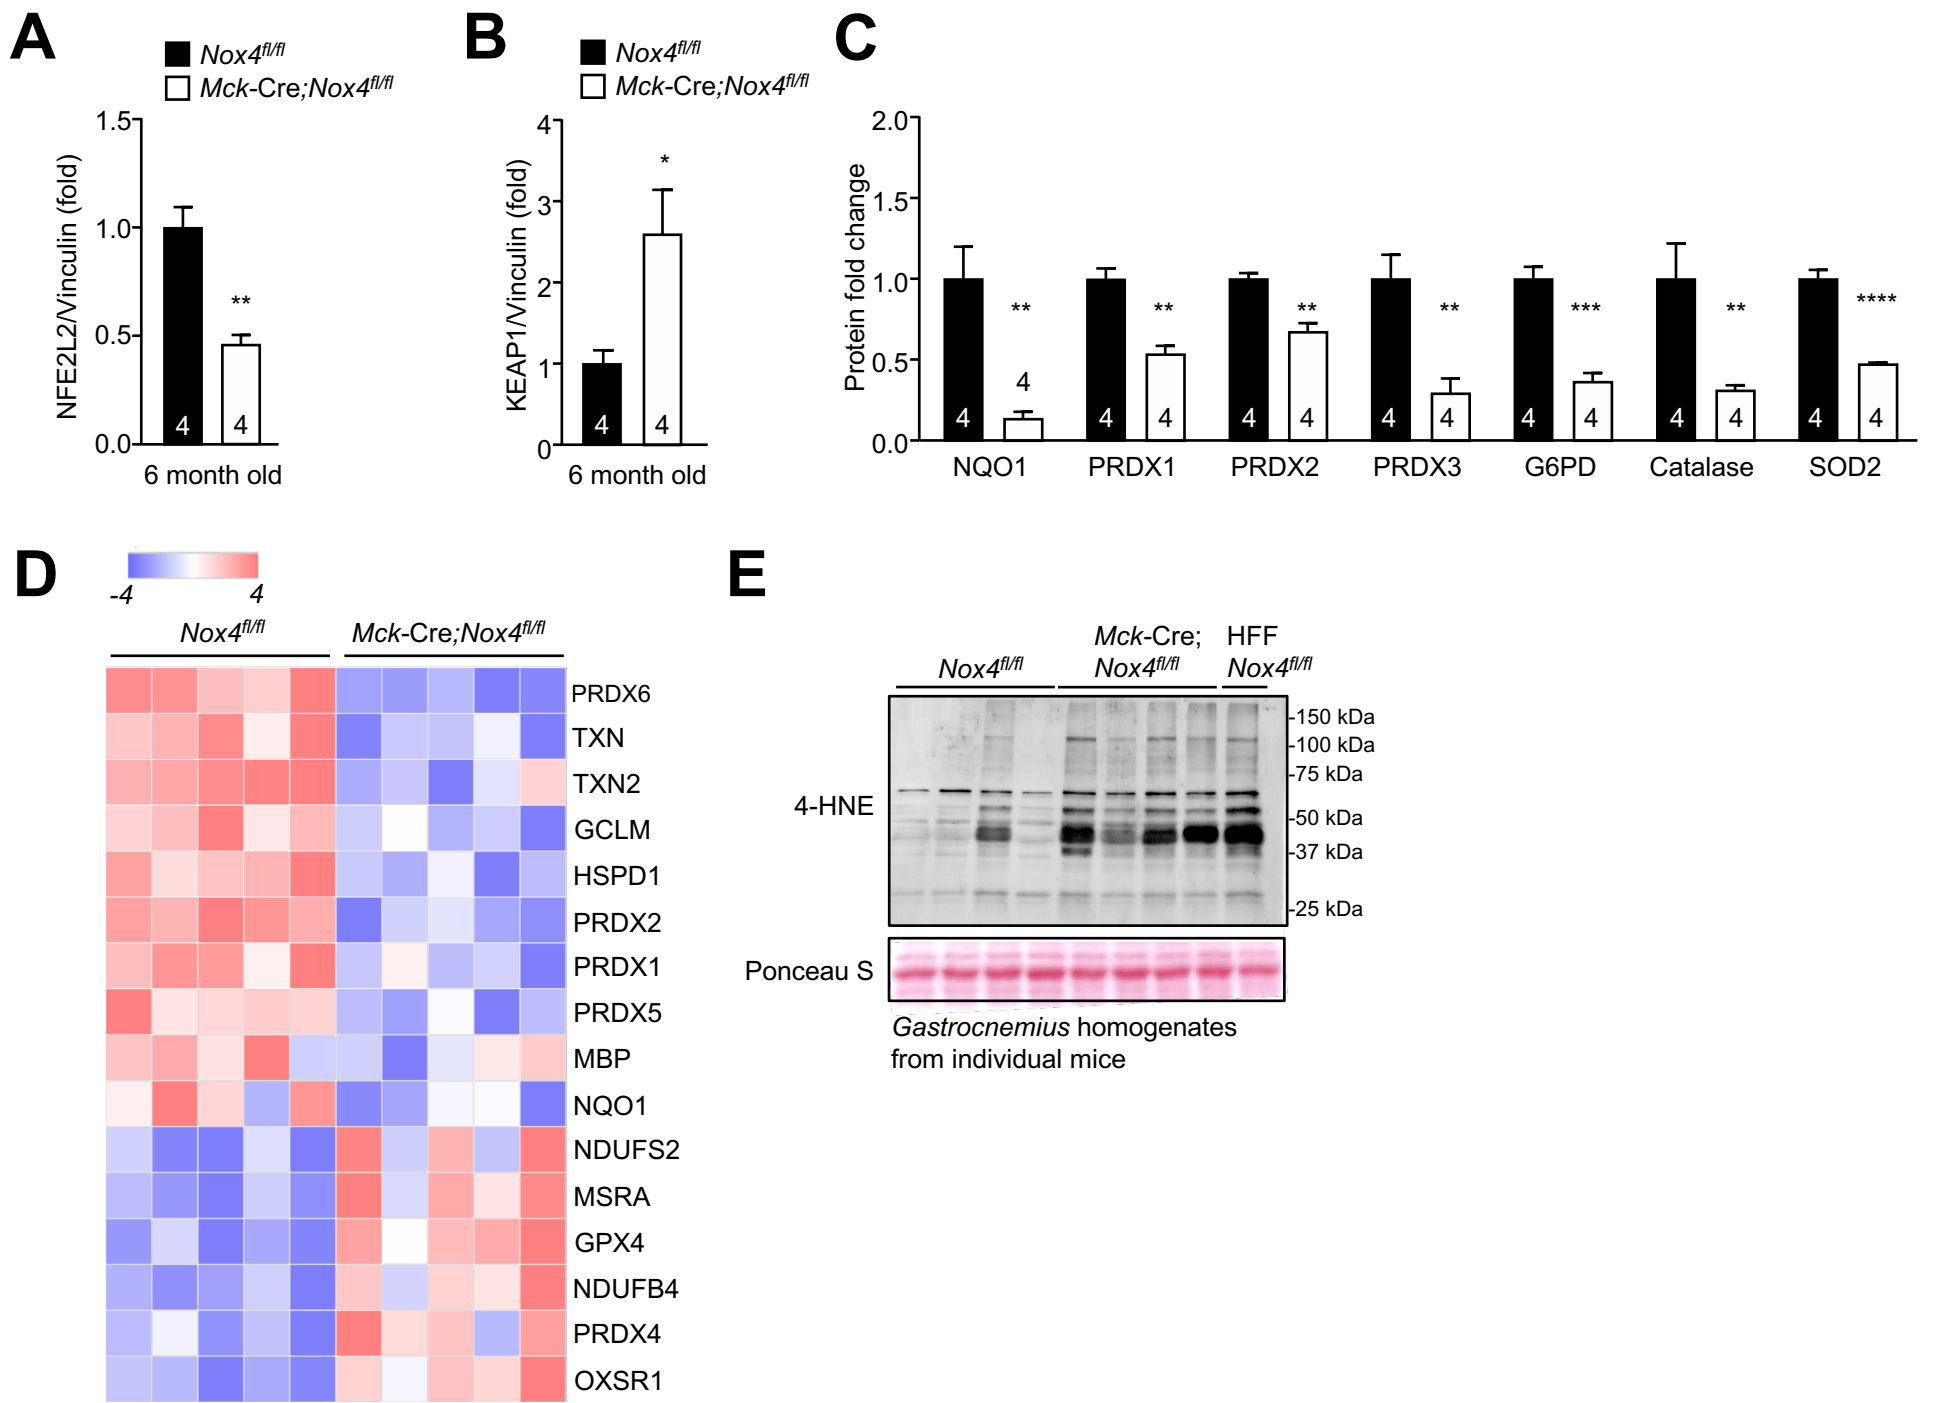 A
Nox4fl/fl
Mck-Cre;Nox4fl/fl
NFE2L2/Vinculin (fold)
1.5
1.0
0.5
0.0
**
4
4
6 month old
B
Nox4fl/fl
Mck-Cre;Nox4fl/fl
KEAP1/Vinculin (fold)
4
3
2
1
0
*
4
4
6 month old
C
Protein fold change
2.0
1.5
1.0
0.5
0.0
** ** ** ** *** ** ****
4 4 4 4 4 4 4 4 4 4 4 4 4 4
NQO1 PRDX1 PRDX2 PRDX3 G6PD Catalase SOD2
D
-4 4
Nox4fl/fl Mck-Cre;Nox4fl/fl
PRDX6
TXN
TXN2
GCLM
HSPD1
PRDX2
PRDX1
PRDX5
MBP
NQO1
NDUFS2
MSRA
GPX4
NDUFB4
PRDX4
OXSR1
E
Nox4fl/fl
Mck-Cre;
Nox4fl/fl
HFF
Nox4fl/fl
4-HNE
-150 kDa
-100 kDa
-75 kDa
-50 kDa
-37 kDa
-25 kDa
Ponceau S
Gastrocnemius homogenates
from individual mice